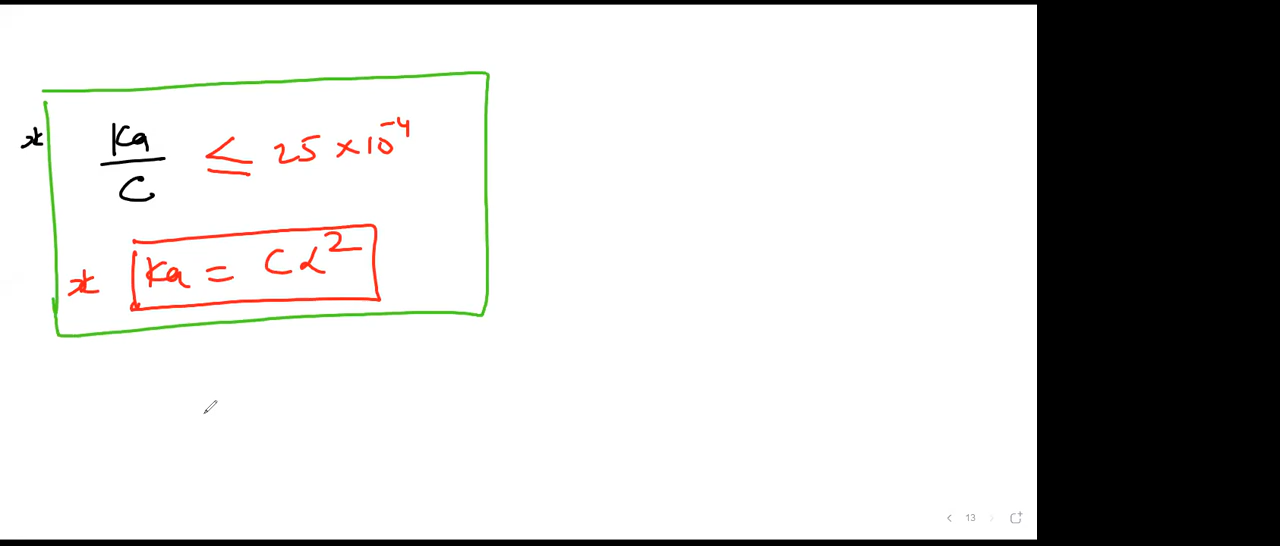 * Ka/C ≤ 25 × 10⁻⁴
* Ka = Cα²
13